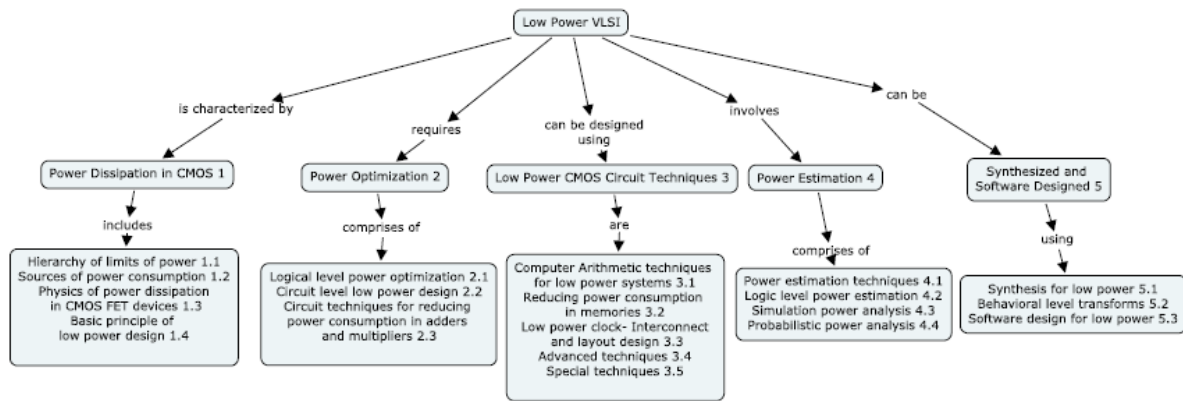 Low Power VLSI
is characterized by
requires
can be designed
using
involves
can be
Power Dissipation in CMOS 1
Power Optimization 2
Low Power CMOS Circuit Techniques 3
Power Estimation 4
Synthesized and
Software Designed 5
includes
comprises of
are
comprises of
using
Hierarchy of limits of power 1.1
Sources of power consumption 1.2
Physics of power dissipation
in CMOS FET devices 1.3
Basic principle of
low power design 1.4
Logical level power optimization 2.1
Circuit level low power design 2.2
Circuit techniques for reducing
power consumption in adders
and multipliers 2.3
Computer Arithmetic techniques
for low power systems 3.1
Reducing power consumption
in memories 3.2
Low power clock- Interconnect
and layout design 3.3
Advanced techniques 3.4
Special techniques 3.5
Power estimation techniques 4.1
Logic level power estimation 4.2
Simulation power analysis 4.3
Probabilistic power analysis 4.4
Synthesis for low power 5.1
Behavioral level transforms 5.2
Software design for low power 5.3